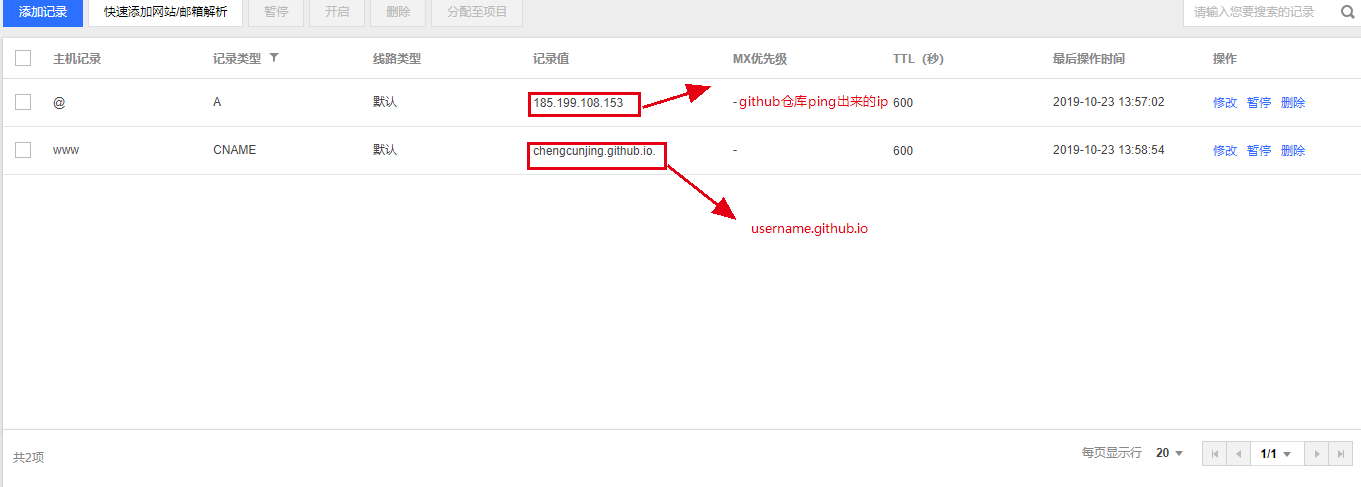 添加记录 快速添加网站/邮箱解析 暂停 开启 删除 分配至项目 请输入您要搜索的记录
主机记录 记录类型 线路类型 记录值 MX优先级 TTL（秒） 最后操作时间 操作
@ A 默认 185.199.108.153 - github仓库ping出来的ip 600 2019-10-23 13:57:02 修改 暂停 删除
www CNAME 默认 chengcunjing.github.io. - 600 2019-10-23 13:58:54 修改 暂停 删除
username.github.io
共2项 每页显示行 20 1/1